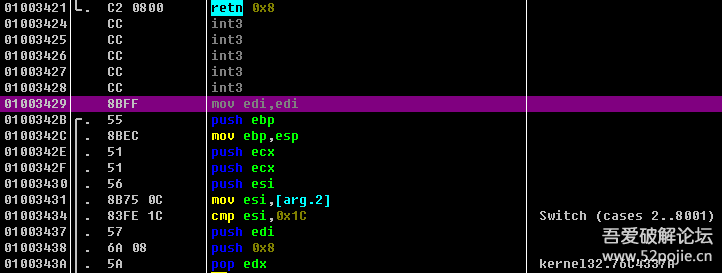 01003421 . C2 0800 retn 0x8
01003424 CC int3
01003425 CC int3
01003426 CC int3
01003427 CC int3
01003428 CC int3
01003429 8BFF mov edi,edi
0100342B . 55 push ebp
0100342C . 8BEC mov ebp,esp
0100342E . 51 push ecx
0100342F . 51 push ecx
01003430 . 56 push esi
01003431 . 8B75 0C mov esi,[arg.2]
01003434 . 83FE 1C cmp esi,0x1C Switch (cases 2..8001)
01003437 . 57 push edi
01003438 . 6A 08 push 0x8
0100343A . 5A pop edx kernel32.76C4337A
吾爱破解论坛
www.52pojie.cn